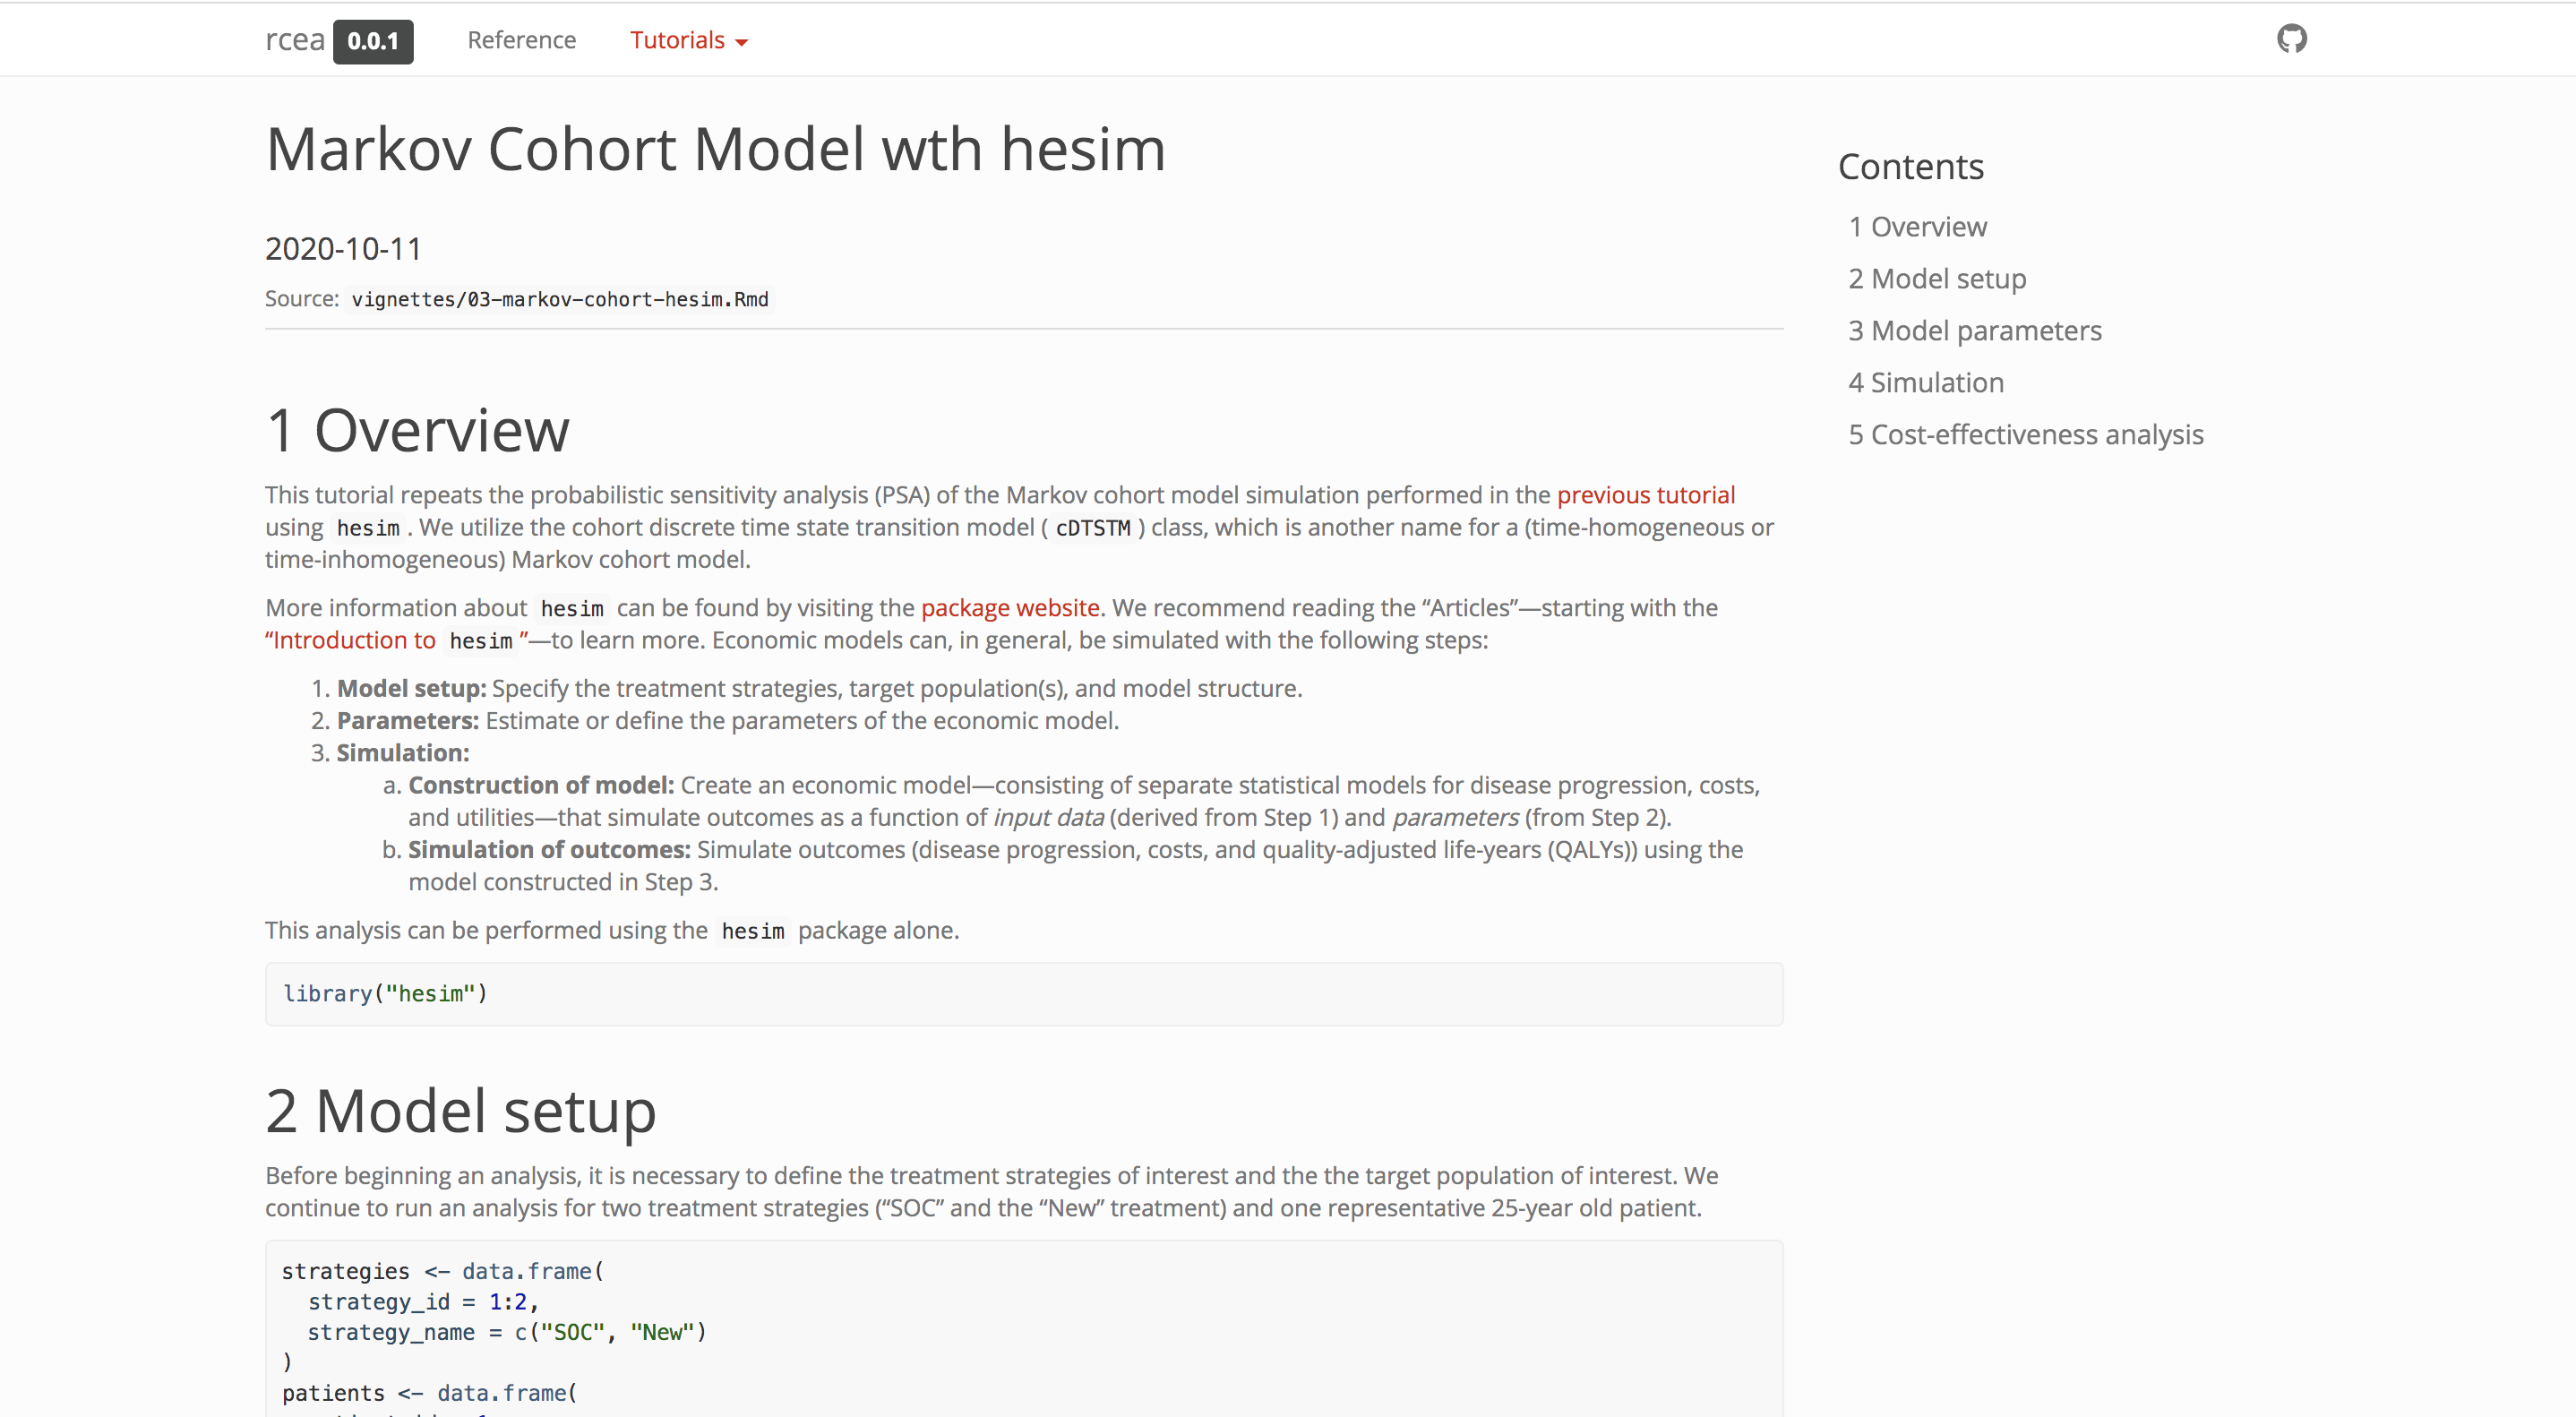 rcea 0.0.1 Reference Tutorials
Markov Cohort Model wth hesim
2020-10-11
Source: vignettes/03-markov-cohort-hesim.Rmd
1 Overview
This tutorial repeats the probabilistic sensitivity analysis (PSA) of the Markov cohort model simulation performed in the previous tutorial
using hesim . We utilize the cohort discrete time state transition model ( cDTSTM ) class, which is another name for a (time-homogeneous or
time-inhomogeneous) Markov cohort model.
More information about hesim can be found by visiting the package website. We recommend reading the “Articles”—starting with the
“Introduction to hesim ”—to learn more. Economic models can, in general, be simulated with the following steps:
1. Model setup: Specify the treatment strategies, target population(s), and model structure.
2. Parameters: Estimate or define the parameters of the economic model.
3. Simulation:
a. Construction of model: Create an economic model—consisting of separate statistical models for disease progression, costs,
and utilities—that simulate outcomes as a function of input data (derived from Step 1) and parameters (from Step 2).
b. Simulation of outcomes: Simulate outcomes (disease progression, costs, and quality-adjusted life-years (QALYs)) using the
model constructed in Step 3.
This analysis can be performed using the hesim package alone.
library("hesim")
2 Model setup
Before beginning an analysis, it is necessary to define the treatment strategies of interest and the the target population of interest. We
continue to run an analysis for two treatment strategies (“SOC” and the “New” treatment) and one representative 25-year old patient.
strategies <- data.frame(
strategy_id = 1:2,
strategy_name = c("SOC", "New")
)
patients <- data.frame(
Contents
1 Overview
2 Model setup
3 Model parameters
4 Simulation
5 Cost-effectiveness analysis